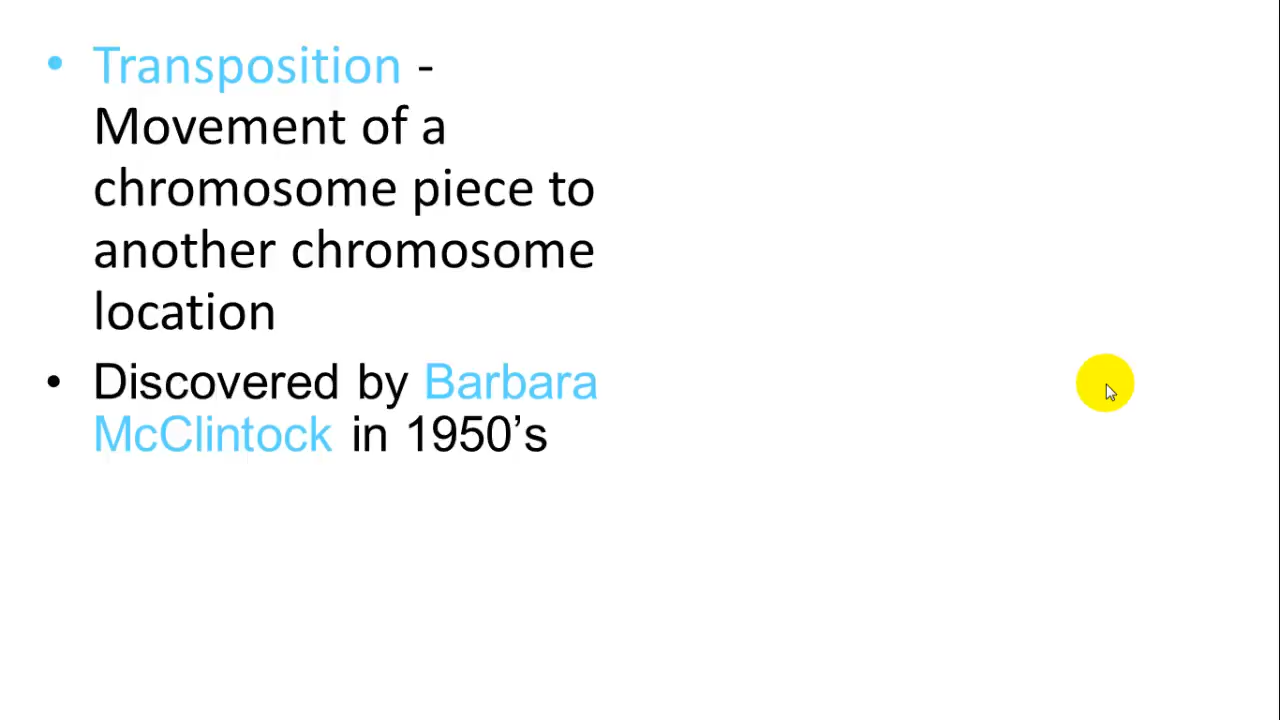 • Transposition -
Movement of a
chromosome piece to
another chromosome
location
• Discovered by Barbara
McClintock in 1950’s